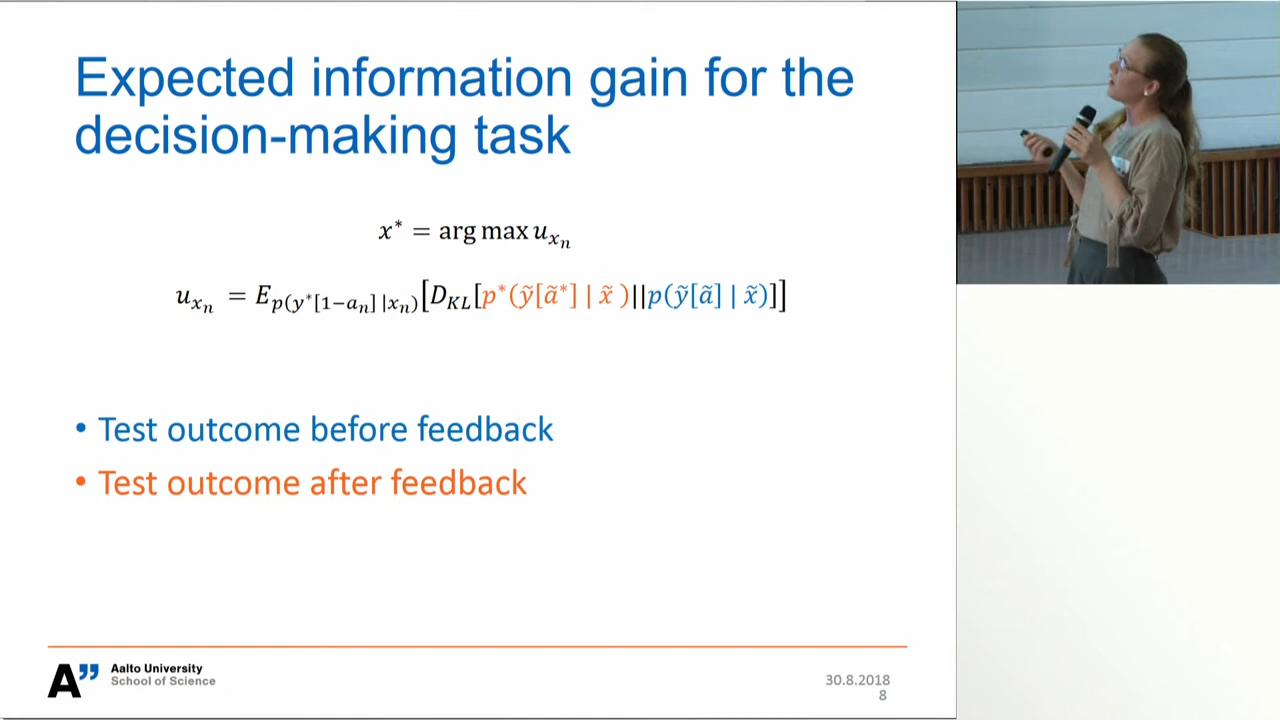 Expected information gain for the
decision-making task
x* = arg max u_{x_n}
u_{x_n} = E_{p(y*[1−a_n] |x_n)}[D_{KL}[p*(ỹ[ã*] | x̃ )||p(ỹ[ã] | x̃)]]
• Test outcome before feedback
• Test outcome after feedback
A”
Aalto University
School of Science
30.8.2018
8